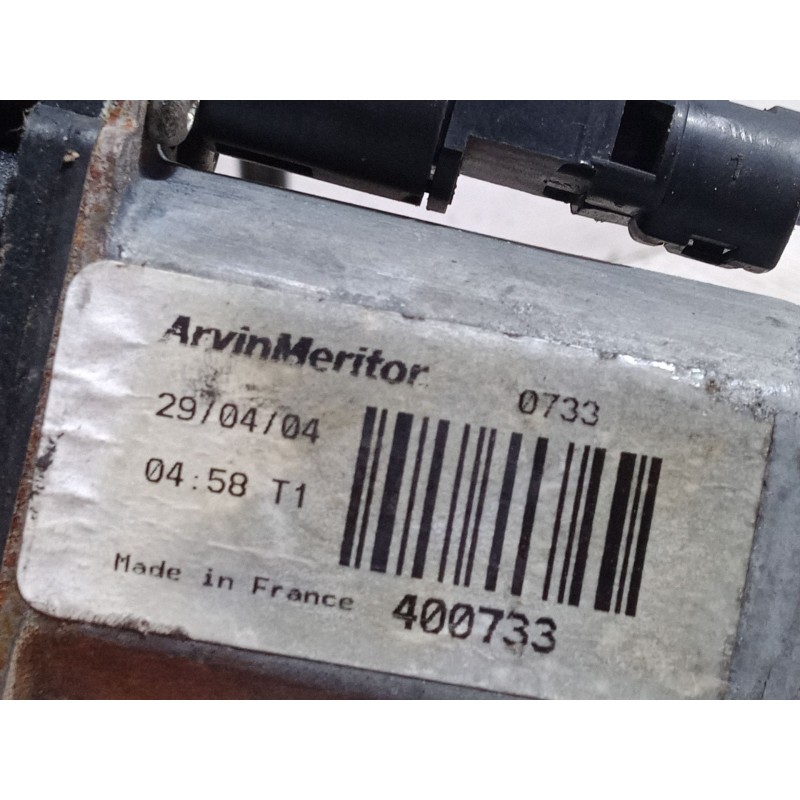 ArvinMeritor
0733
29/04/04
04:58 T1
Made in France
400733